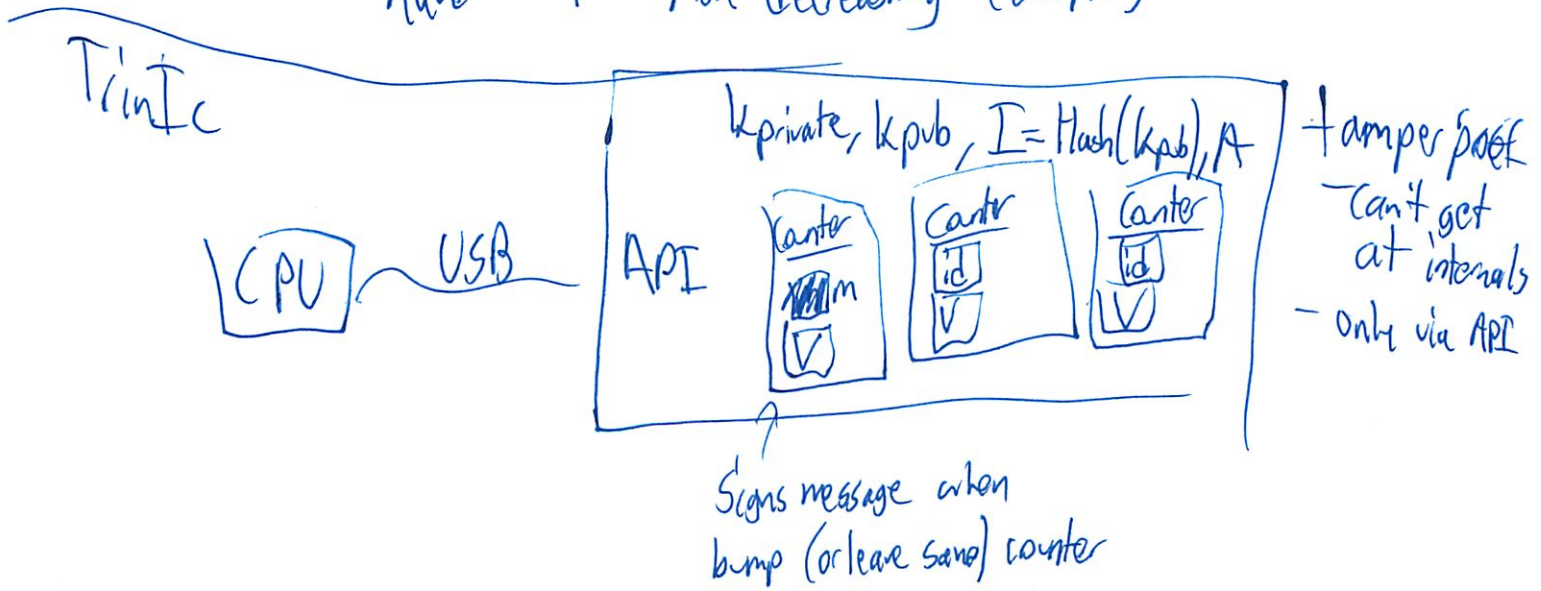 TrinIc
kprivate, kpub, I = Hash(kpub), A
tamper proof
- can't get
at internals
- only via API
CPU
USB
API
Counter
m
V
Counter
id
V
Counter
id
V
Signs message when
bump (or leave same) counter